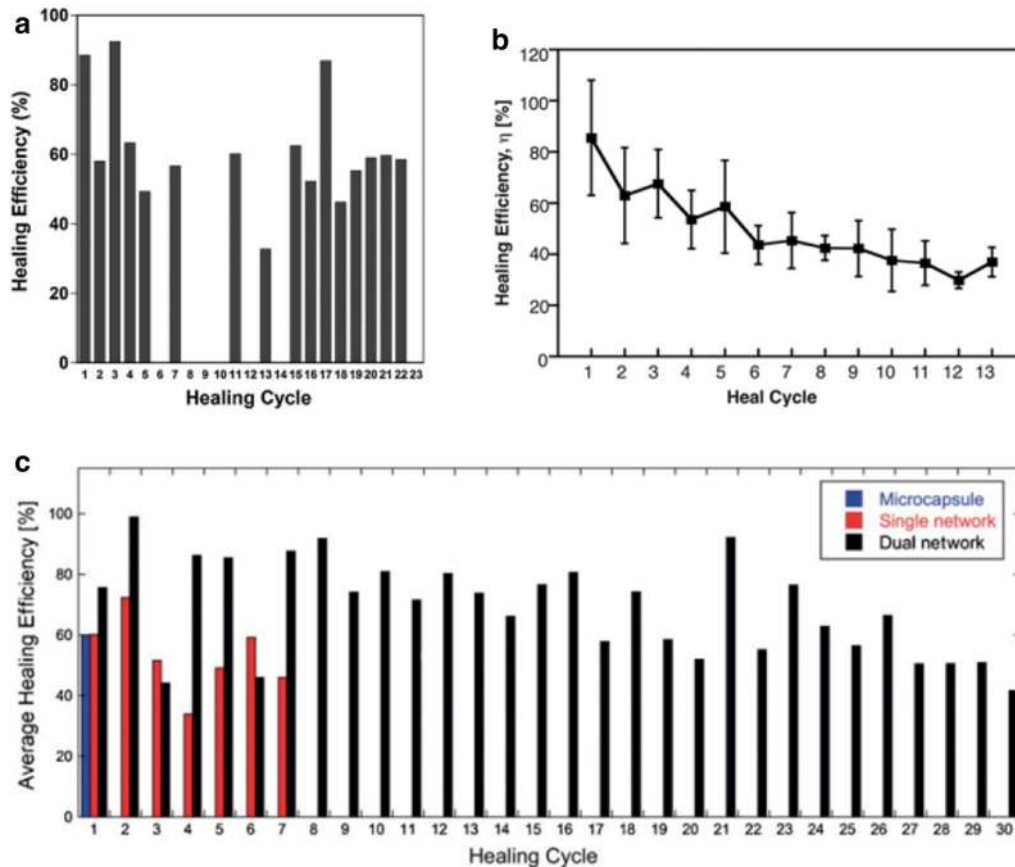 a
100
80
60
40
20
0
Healing Efficiency (%)
1 2 3 4 5 6 7 8 9 10 11 12 13 14 15 16 17 18 19 20 21 22 23
Healing Cycle
b
120
100
80
60
40
20
0
Healing Efficiency, η [%]
1 2 3 4 5 6 7 8 9 10 11 12 13
Heal Cycle
c
Microcapsule
Single network
Dual network
100
80
60
40
20
0
Average Healing Efficiency [%]
1 2 3 4 5 6 7 8 9 10 11 12 13 14 15 16 17 18 19 20 21 22 23 24 25 26 27 28 29 30
Healing Cycle